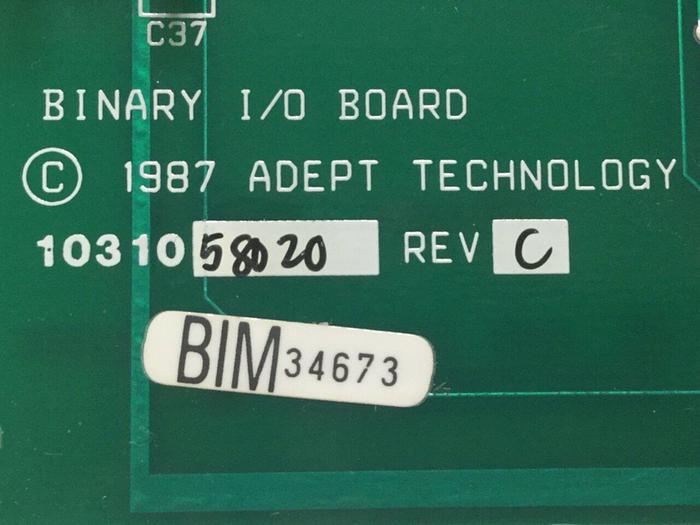 C37
BINARY I/O BOARD
© 1987 ADEPT TECHNOLOGY
10310 58020 REV C
BIM 34673